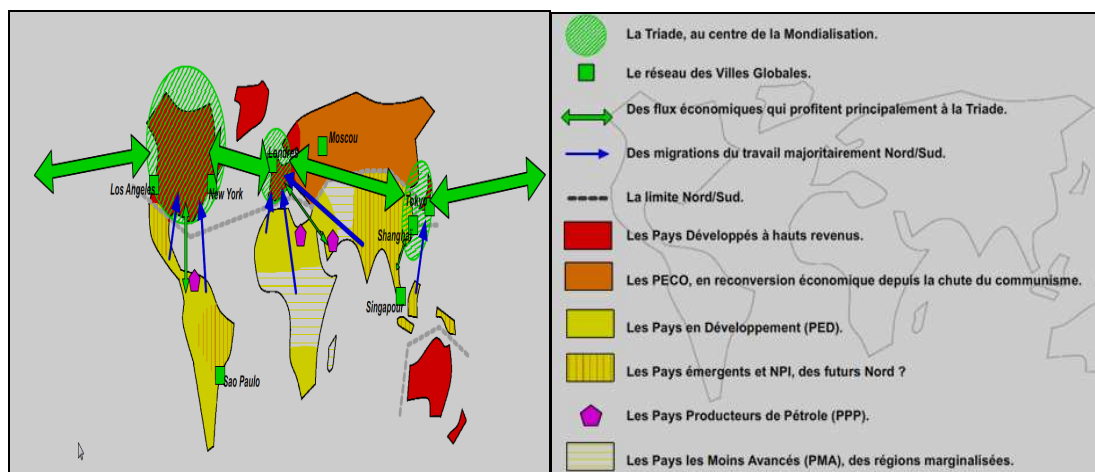 Moscou
Londres
Los Angeles
New York
Tokyo
Shanghai
Singapour
Sao Paulo
La Triade, au centre de la Mondialisation.
Le réseau des Villes Globales.
Des flux économiques qui profitent principalement à la Triade.
Des migrations du travail majoritairement Nord/Sud.
La limite Nord/Sud.
Les Pays Développés à hauts revenus.
Les PECO, en reconversion économique depuis la chute du communisme.
Les Pays en Développement (PED).
Les Pays émergents et NPI, des futurs Nord ?
Les Pays Producteurs de Pétrole (PPP).
Les Pays les Moins Avancés (PMA), des régions marginalisées.